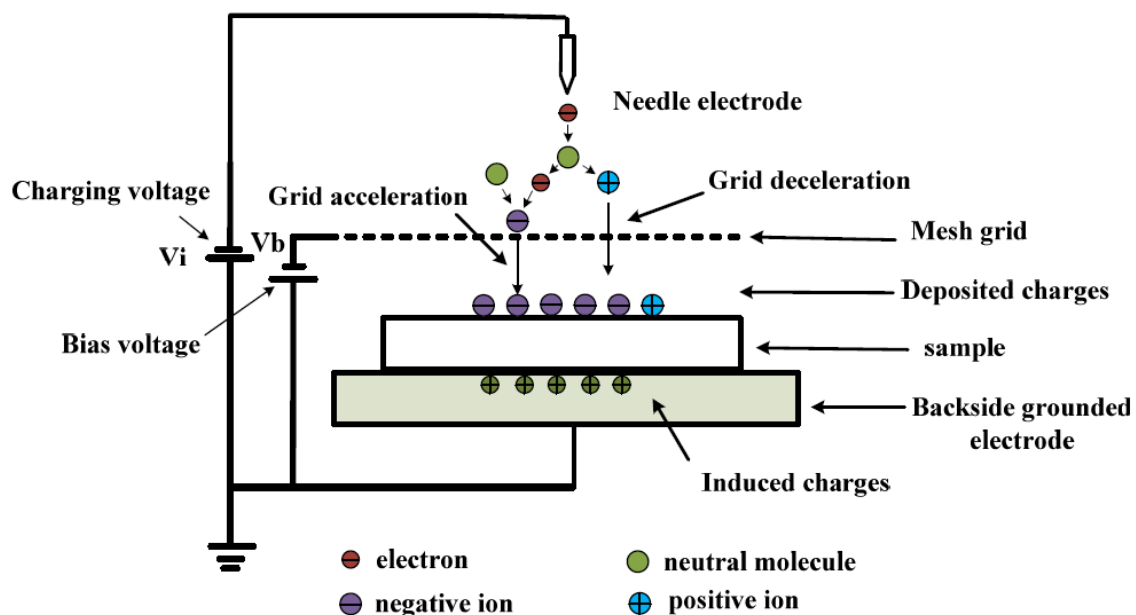 Needle electrode
Charging voltage
Grid acceleration
Grid deceleration
Vi
Vb
Mesh grid
Deposited charges
Bias voltage
sample
Backside grounded
electrode
Induced charges
electron
neutral molecule
negative ion
positive ion